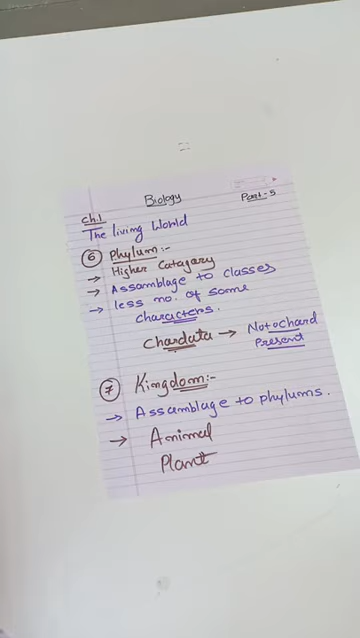 Biology
Part-5
Ch.1
The living World
6 Phylum:-
→ Higher Catagary
→ Assamblage to classes
→ less no. of some
characters.
Chardata → Notochard
Present
7 Kingdom:-
→ Assamblage to phylums.
→ Animal
Plant